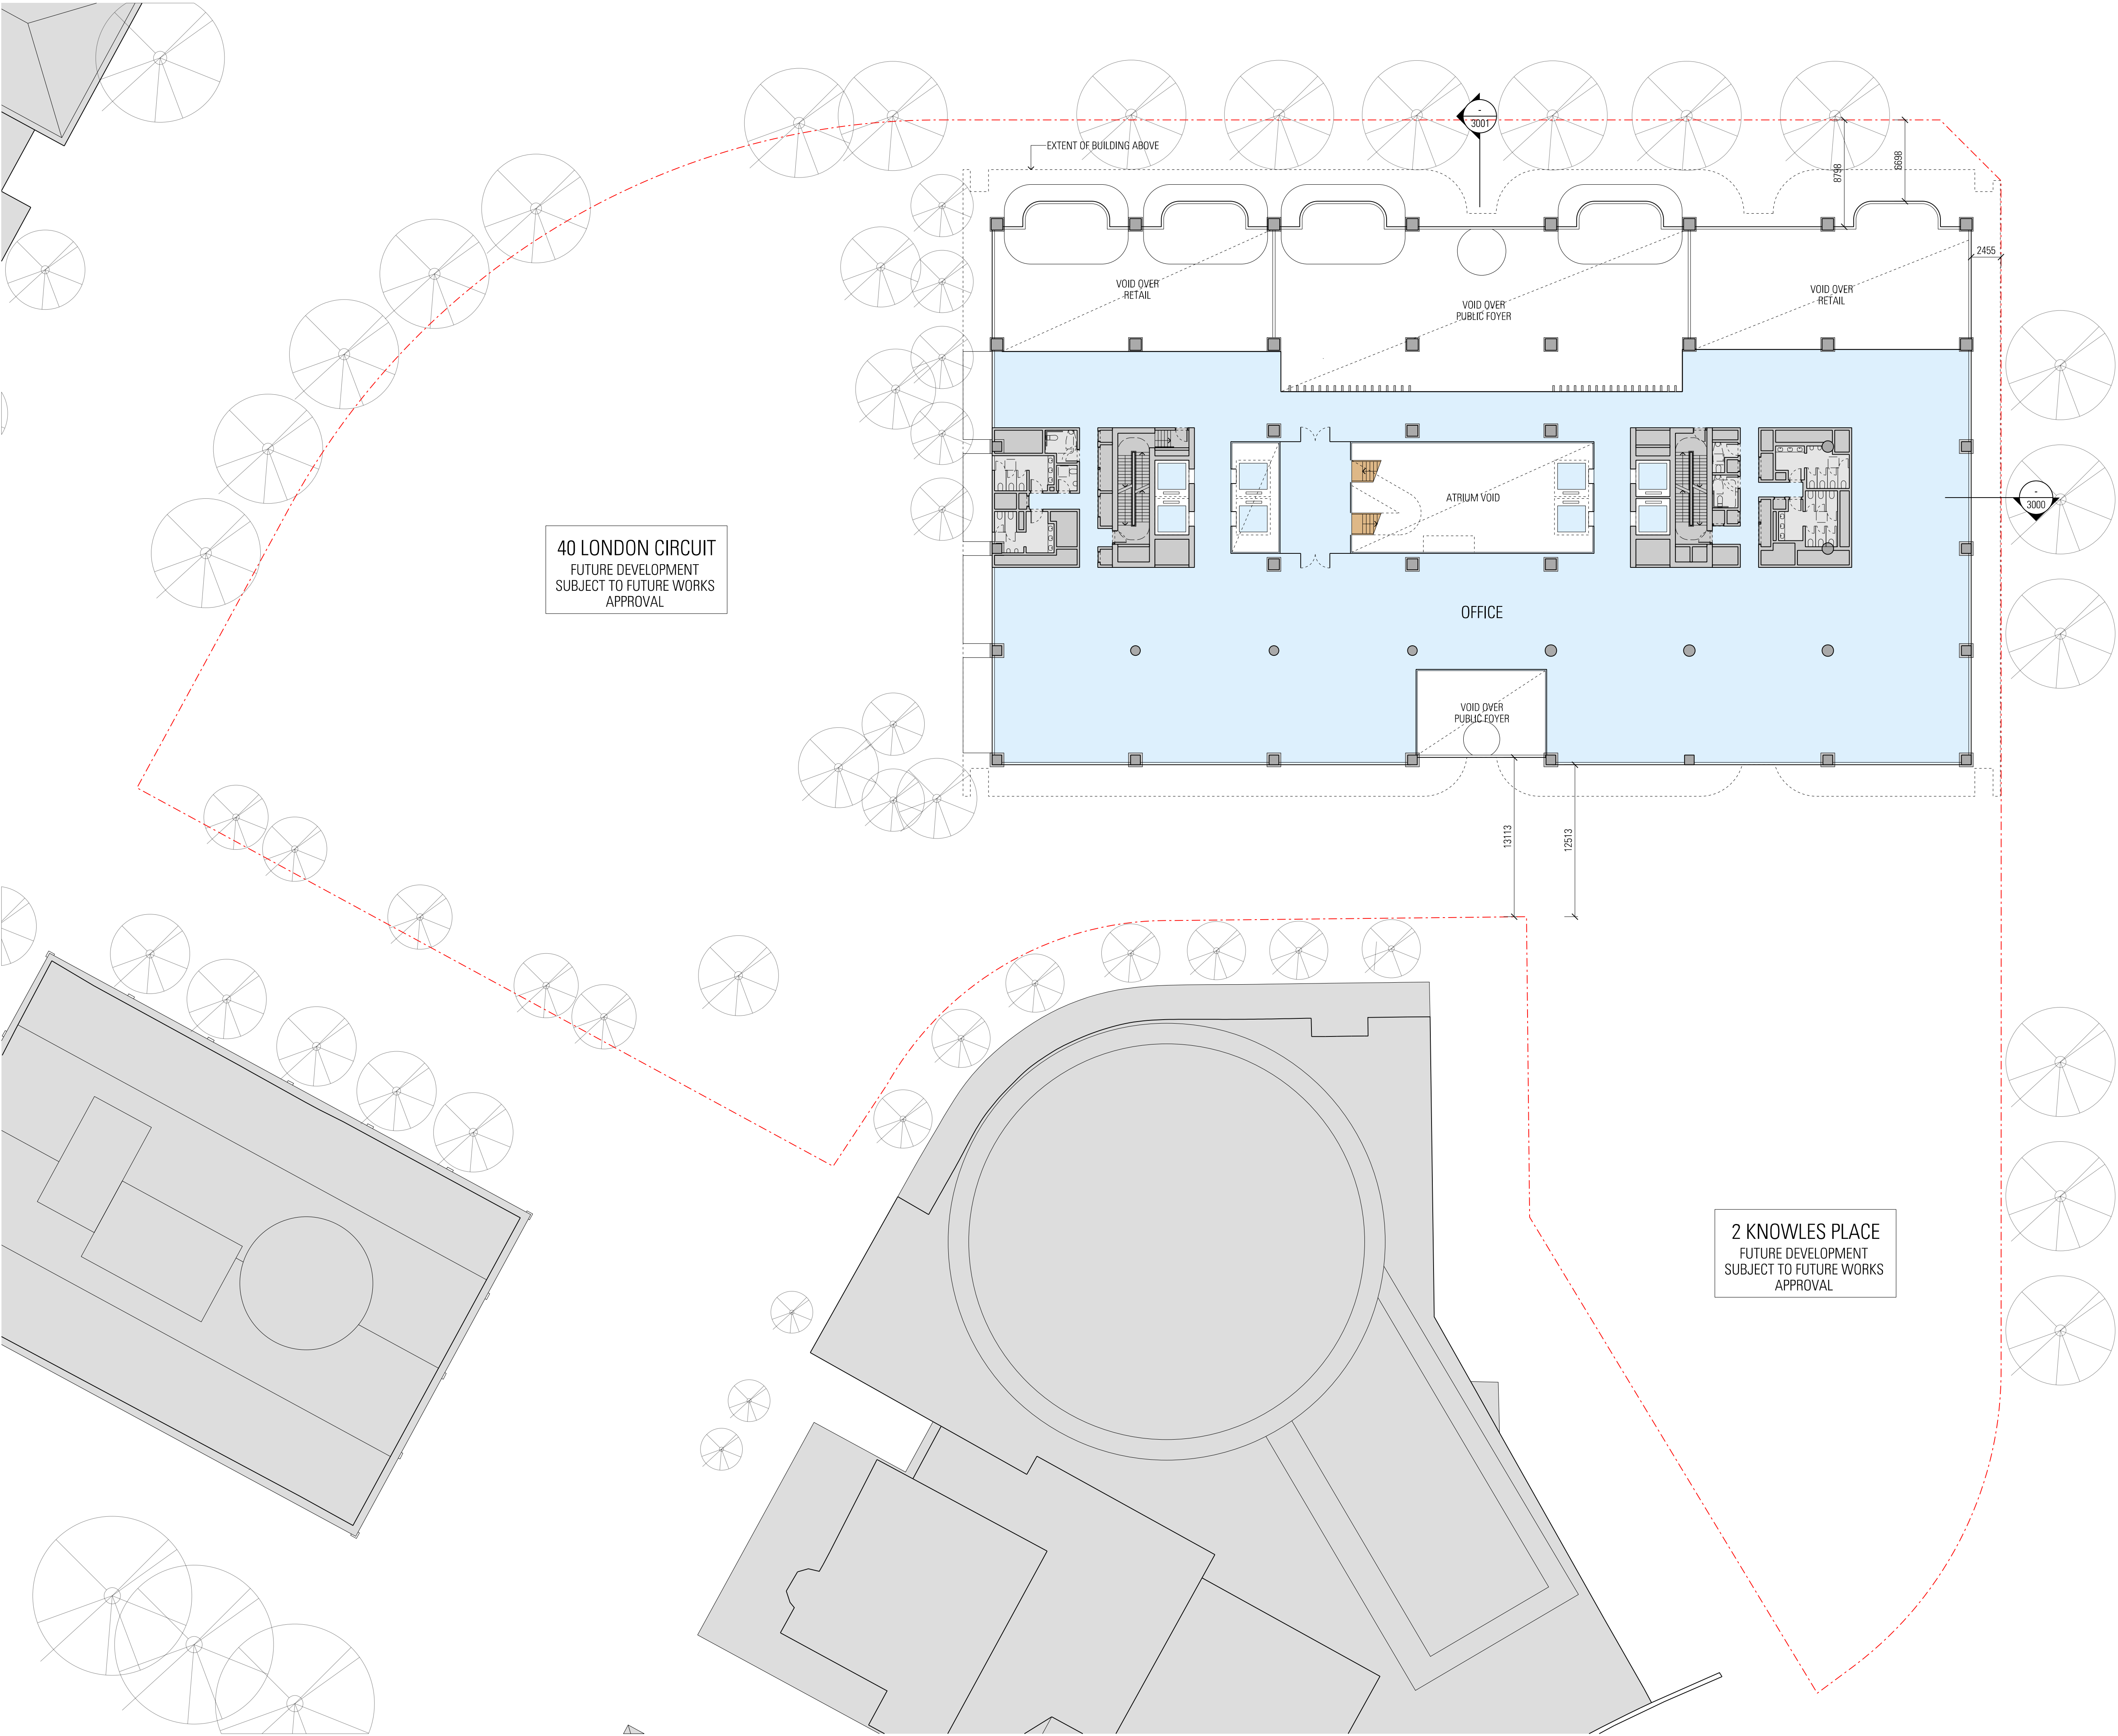 -
3001
EXTENT OF BUILDING ABOVE
8798
6698
2455
VOID OVER
RETAIL
VOID OVER
PUBLIC FOYER
VOID OVER
RETAIL
ATRIUM VOID
-
3000
40 LONDON CIRCUIT
FUTURE DEVELOPMENT
SUBJECT TO FUTURE WORKS
APPROVAL
OFFICE
VOID OVER
PUBLIC FOYER
13113
12513
2 KNOWLES PLACE
FUTURE DEVELOPMENT
SUBJECT TO FUTURE WORKS
APPROVAL